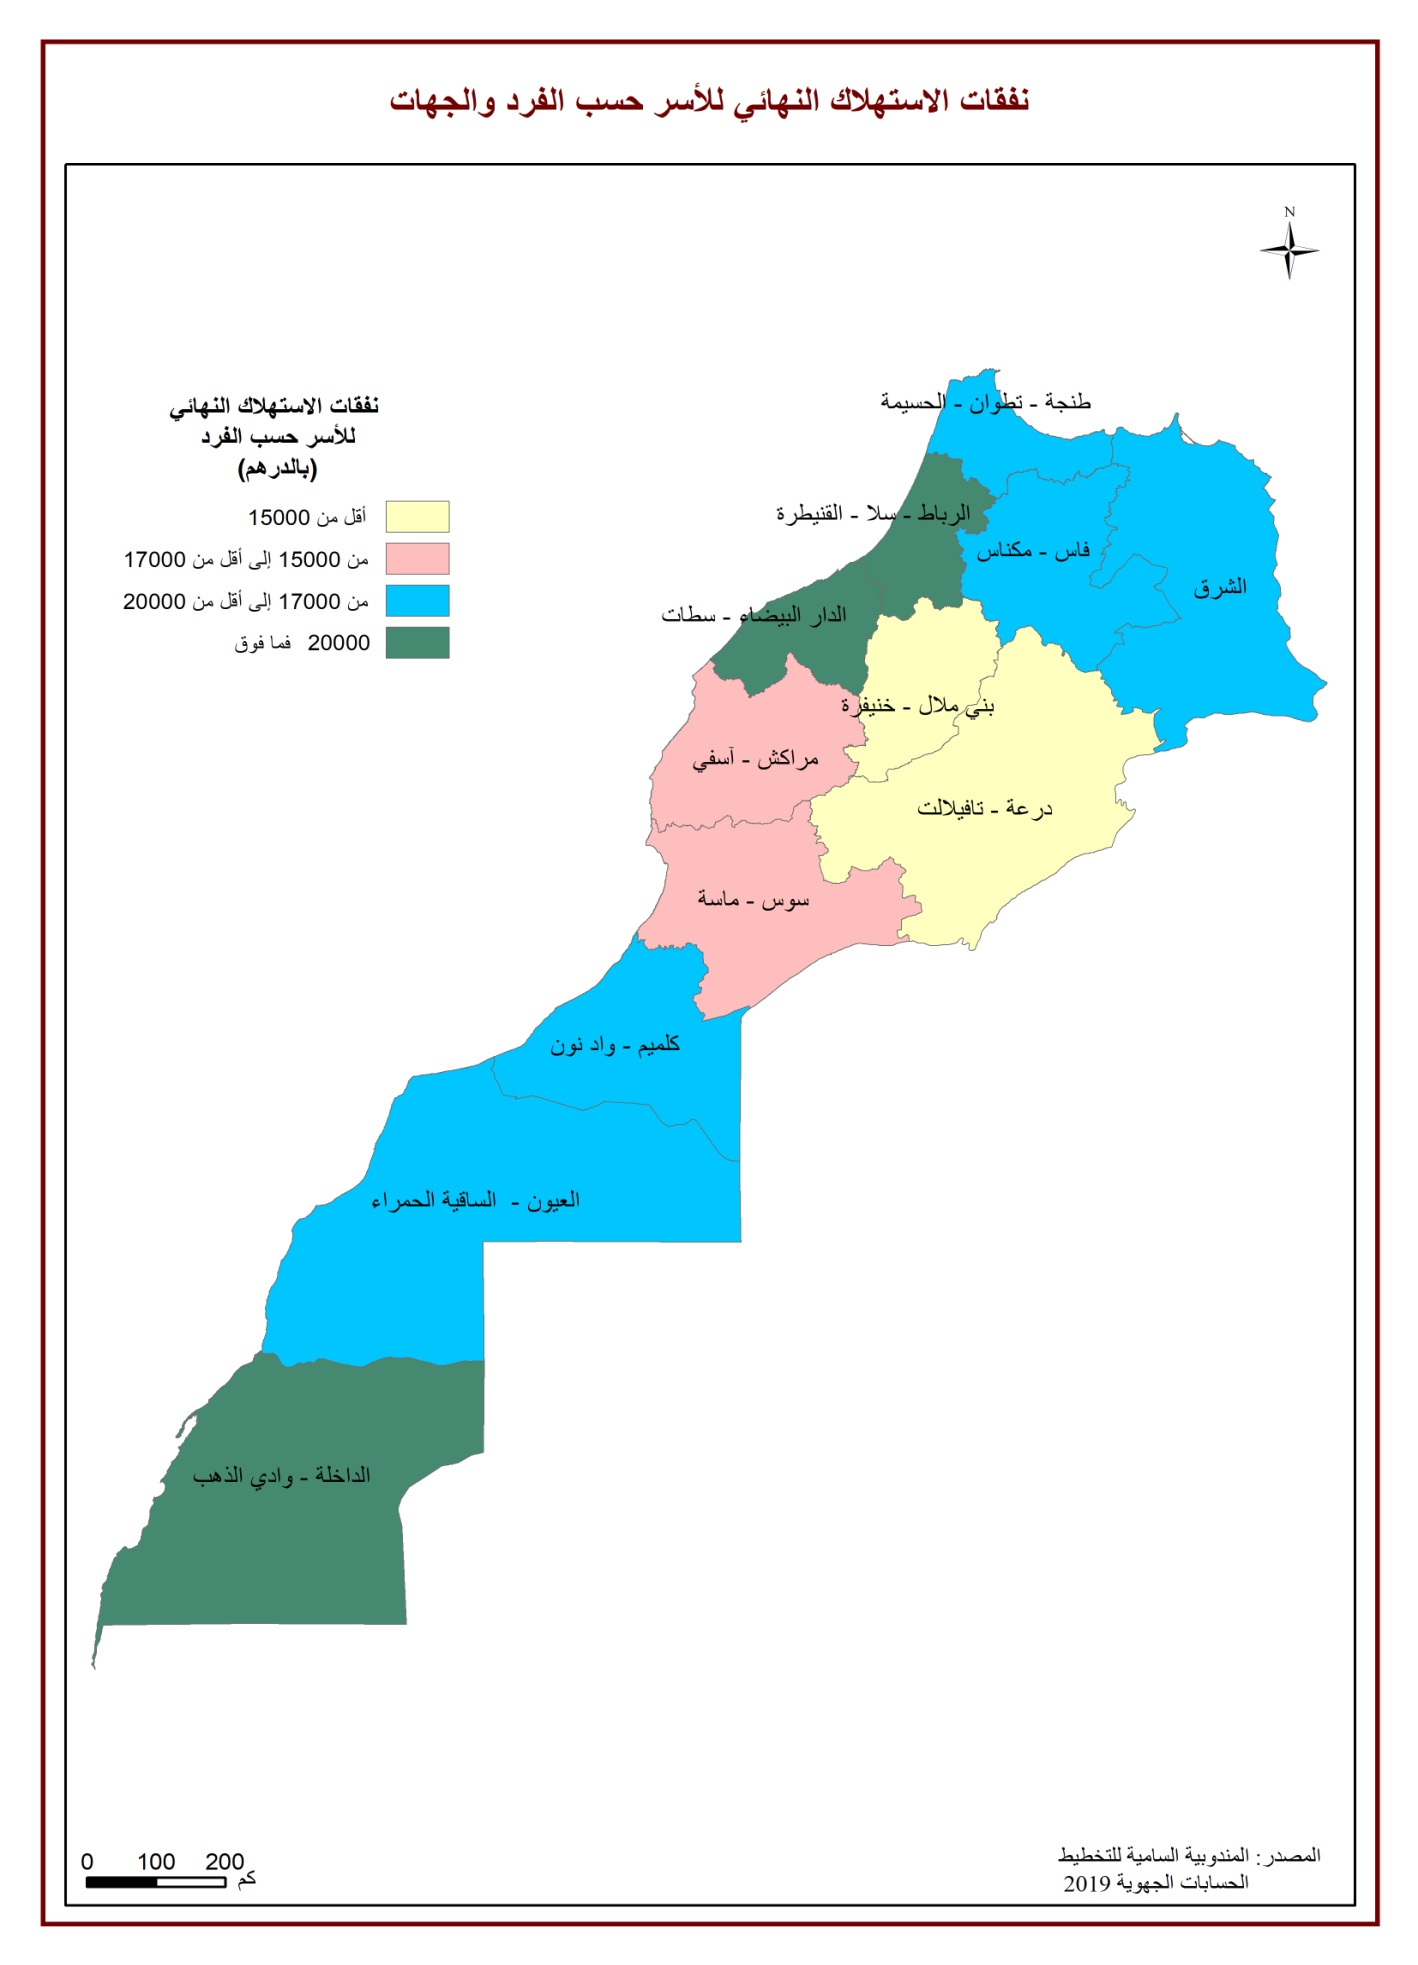 نفقات الاستهلاك النهائي للأسر حسب الفرد والجهات
N
نفقات الاستهلاك النهائي
للأسر حسب الفرد
(بالدرهم)
أقل من 15000
من 15000 إلى أقل من 17000
من 17000 إلى أقل من 20000
20000 فما فوق
طنجة - تطوان - الحسيمة
الرباط - سلا - القنيطرة
فاس - مكناس
الشرق
الدار البيضاء - سطات
بني ملال - خنيفرة
مراكش - آسفي
درعة - تافيلالت
سوس - ماسة
كلميم - واد نون
العيون - الساقية الحمراء
الداخلة - وادي الذهب
0 100 200
كم
المصدر: المندوبية السامية للتخطيط
الحسابات الجهوية 2019